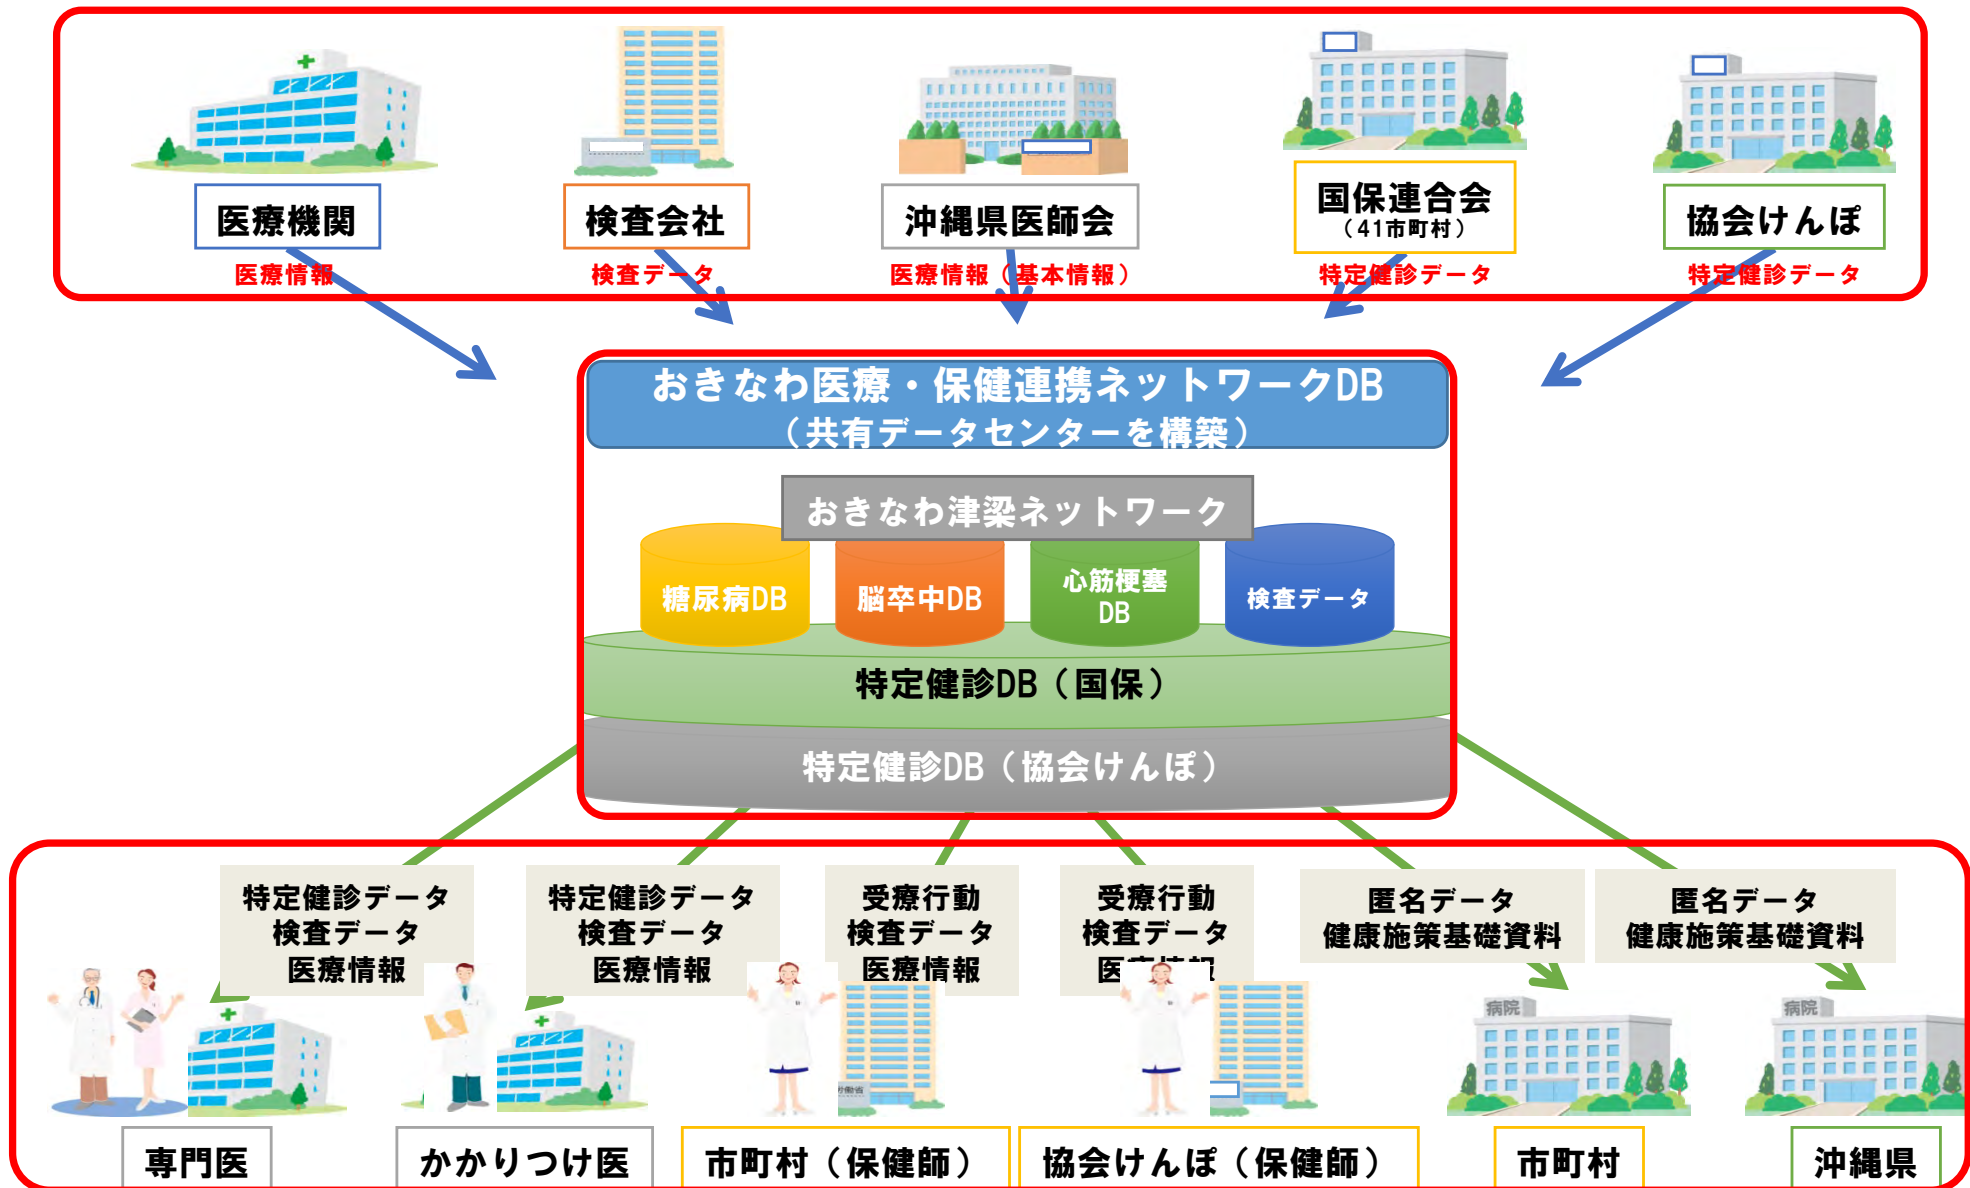 医療機関
検査会社
沖縄県医師会
国保連合会
（41市町村）
協会けんぽ
医療情報
検査データ
医療情報（基本情報）
特定健診データ
特定健診データ
おきなわ医療・保健連携ネットワークDB
（共有データセンターを構築）
おきなわ津梁ネットワーク
糖尿病DB
脳卒中DB
心筋梗塞
DB
検査データ
特定健診DB（国保）
特定健診DB（協会けんぽ）
特定健診データ
検査データ
医療情報
特定健診データ
検査データ
医療情報
受療行動
検査データ
医療情報
受療行動
検査データ
医療情報
匿名データ
健康施策基礎資料
匿名データ
健康施策基礎資料
病院
病院
専門医
かかりつけ医
市町村（保健師）
協会けんぽ（保健師）
市町村
沖縄県